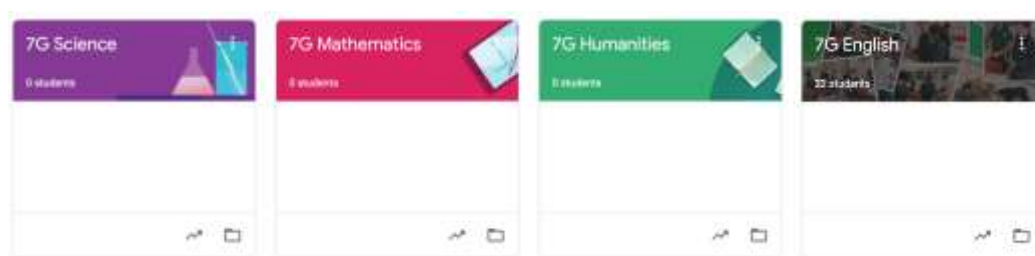 7G Science
0 students
7G Mathematics
0 students
7G Humanities
0 students
7G English
22 students